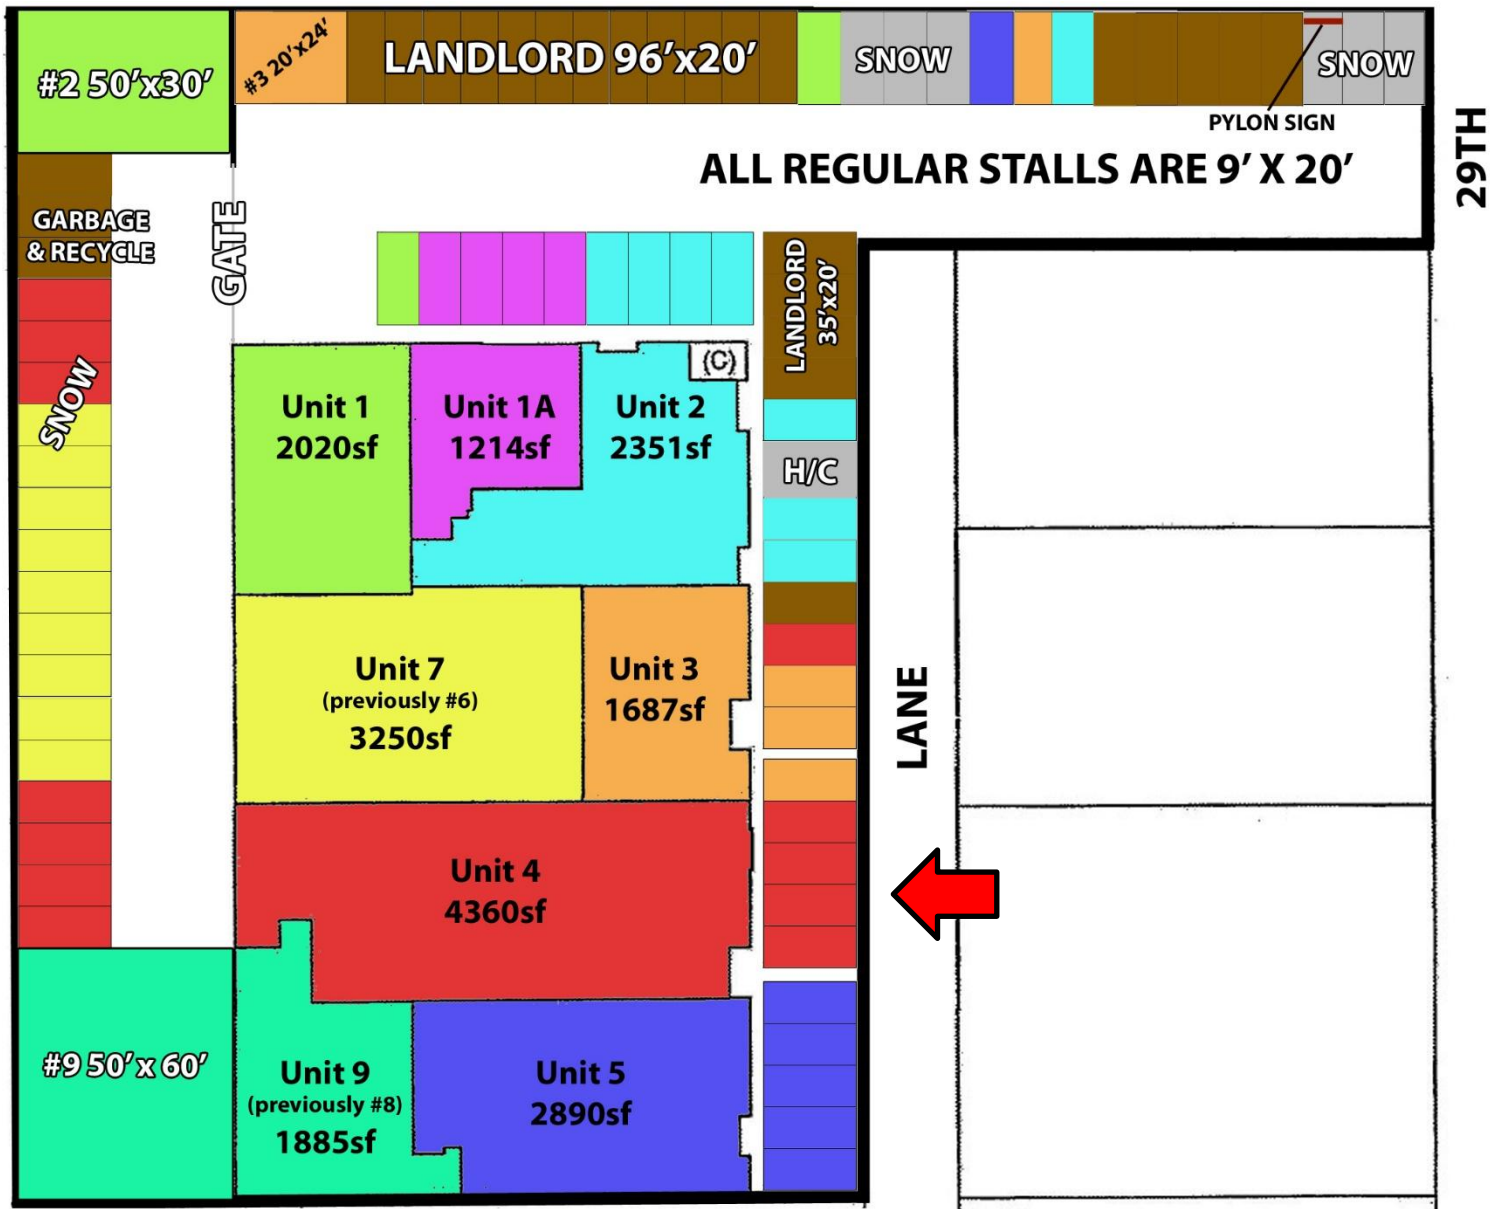 #2 50'x30'
#3 20'x24'
LANDLORD 96'x20'
SNOW
SNOW
PYLON SIGN
ALL REGULAR STALLS ARE 9' X 20'
29TH
GARBAGE
& RECYCLE
GATE
LANDLORD
35'x20'
SNOW
(C)
Unit 1
2020sf
Unit 1A
1214sf
Unit 2
2351sf
H/C
Unit 7
(previously #6)
3250sf
Unit 3
1687sf
LANE
Unit 4
4360sf
#9 50' x 60'
Unit 9
(previously #8)
1885sf
Unit 5
2890sf